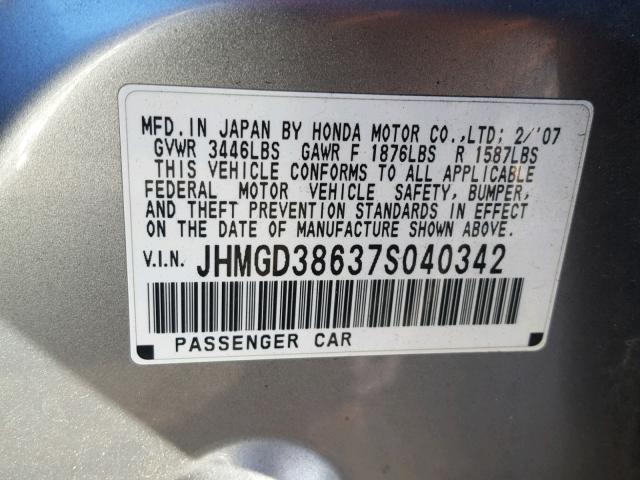 MFD. IN JAPAN BY HONDA MOTOR CO.,LTD; 2/'07
GVWR 3446LBS GAWR F 1876LBS R 1587LBS
THIS VEHICLE CONFORMS TO ALL APPLICABLE
FEDERAL MOTOR VEHICLE SAFETY, BUMPER,
AND THEFT PREVENTION STANDARDS IN EFFECT
ON THE DATE OF MANUFACTURE SHOWN ABOVE.
V.I.N. JHMGD38637S040342
PASSENGER CAR